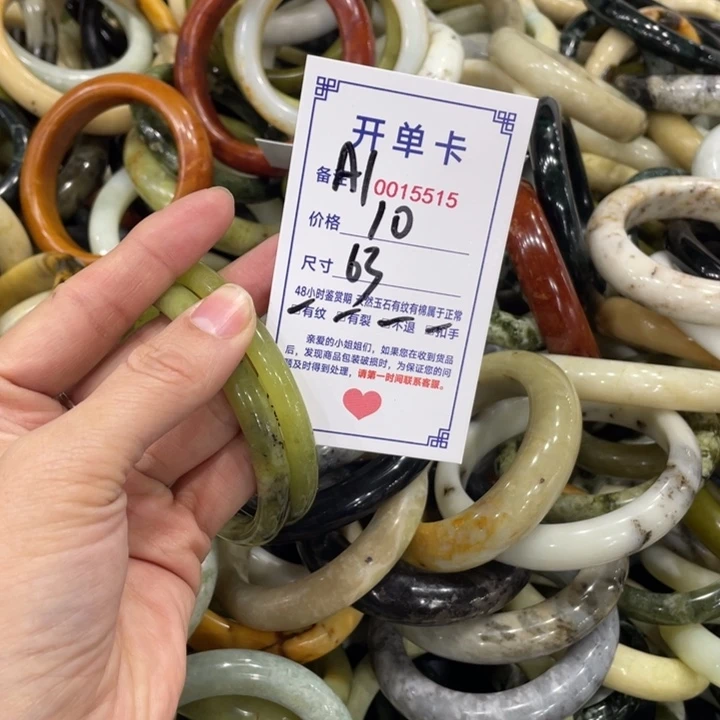 开单卡
备注 A1 0015515
价格 10
尺寸 63
48小时鉴赏期 天然玉石有纹有棉属于正常
有纹 有裂 不退 扣手
亲爱的小姐姐们，如果您在收到货品
后，发现商品包装破损时，为保证您的问
题及时得到处理，请第一时间联系客服。